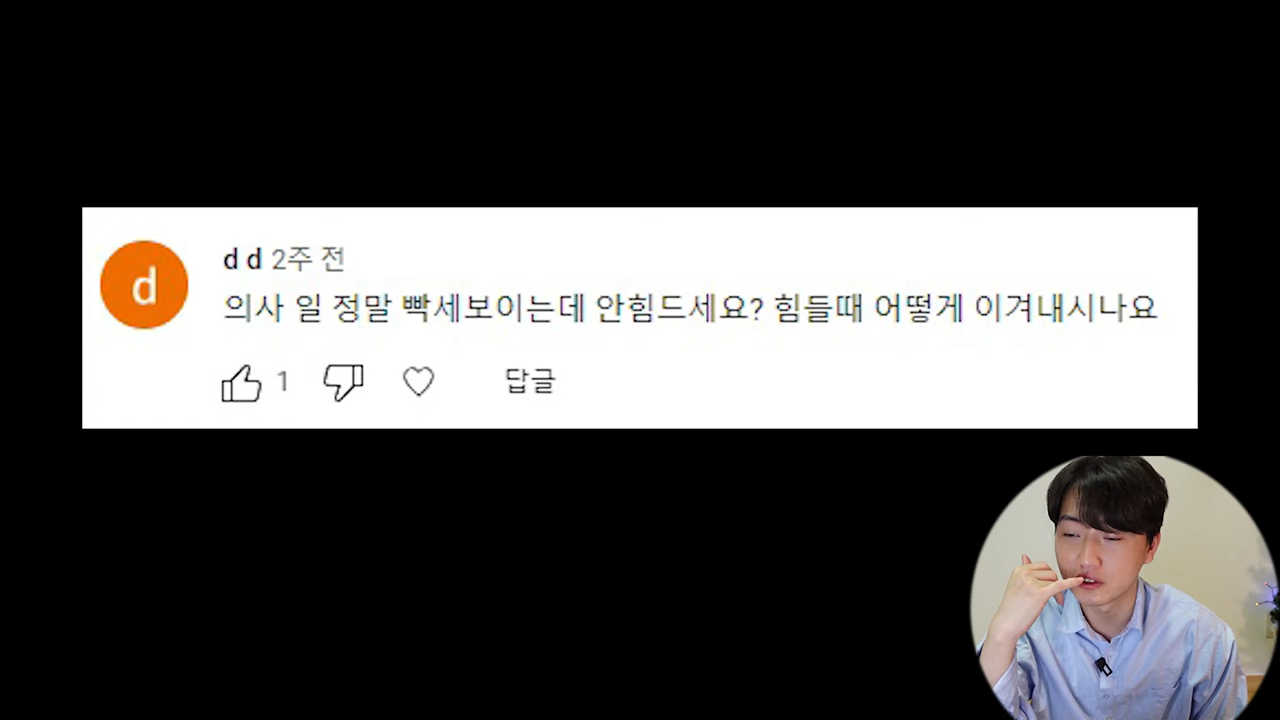 d
d d 2주 전
의사 일 정말 빡세보이는데 안힘드세요? 힘들때 어떻게 이겨내시나요
1 답글